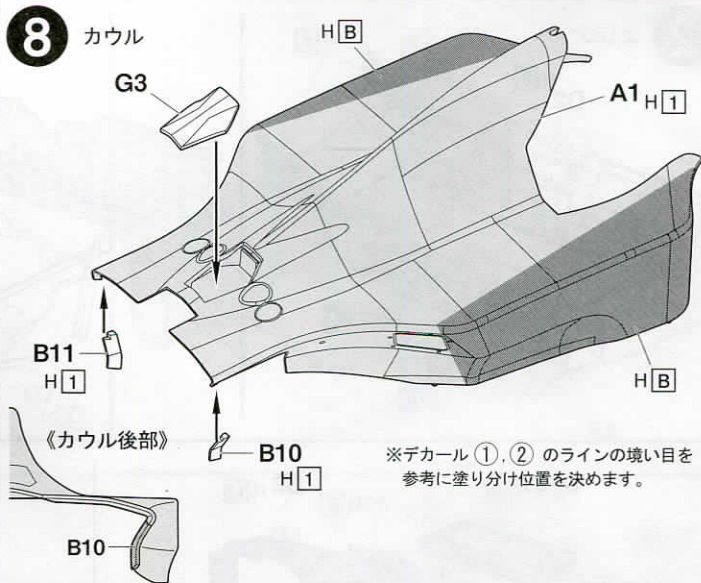 8 カウル
G3
H B
A1 H 1
B11
H 1
《カウル後部》
B10
H 1
H B
※デカール ①, ② のラインの境い目を
参考に塗り分け位置を決めます。
B10